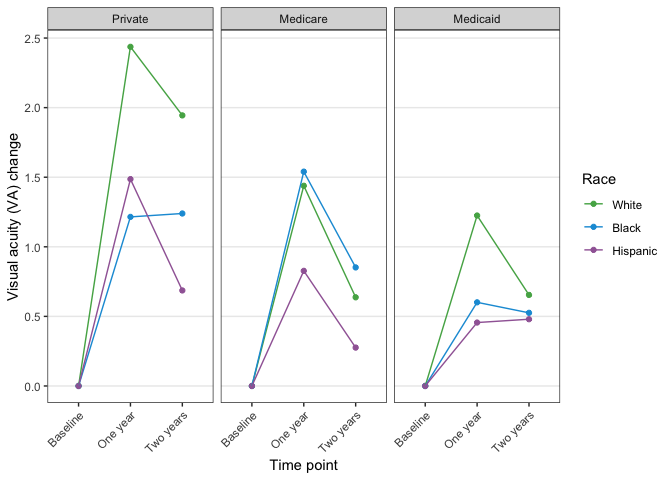 Private Medicare Medicaid
Visual acuity (VA) change
2.5
2.0
1.5
1.0
0.5
0.0
Baseline One year Two years Baseline One year Two years Baseline One year Two years
Time point
Race
White
Black
Hispanic